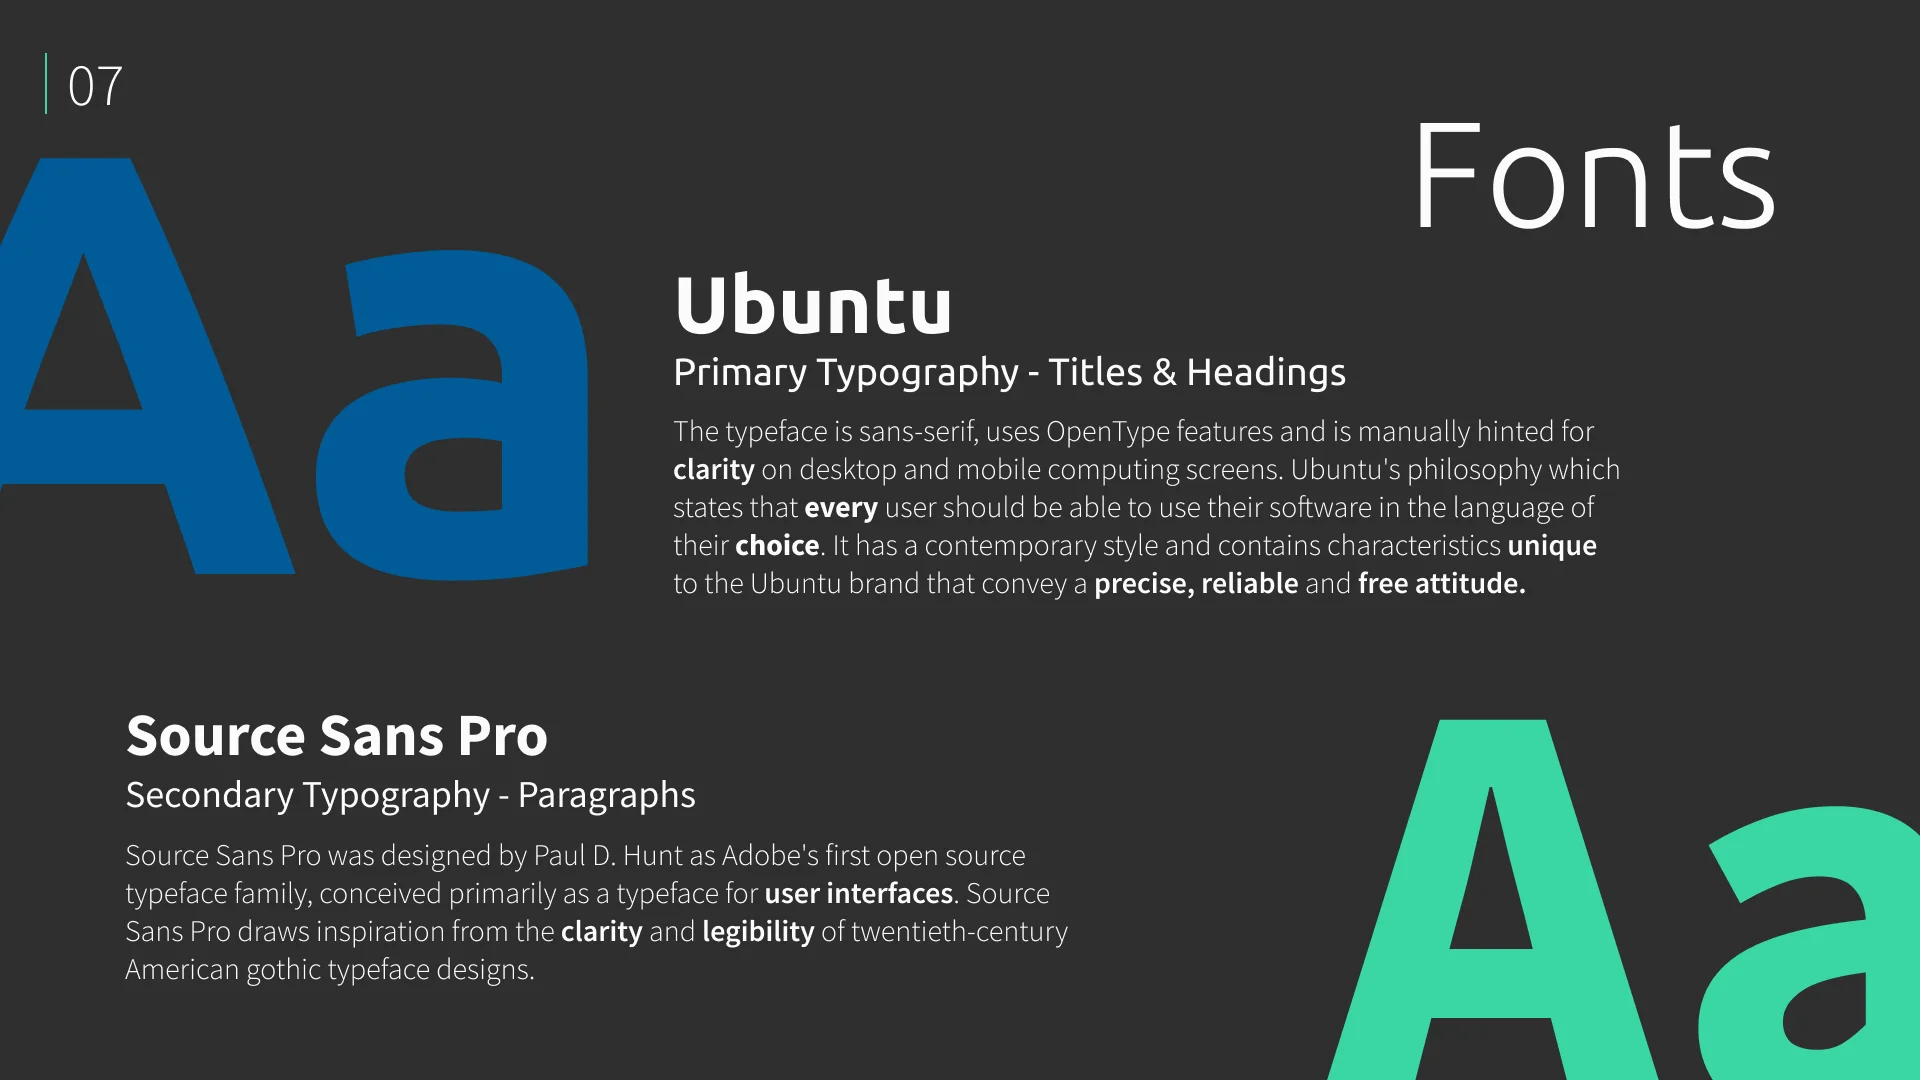 07
Fonts
Aa
Ubuntu
Primary Typography - Titles & Headings
The typeface is sans-serif, uses OpenType features and is manually hinted for
clarity on desktop and mobile computing screens. Ubuntu's philosophy which
states that every user should be able to use their software in the language of
their choice. It has a contemporary style and contains characteristics unique
to the Ubuntu brand that convey a precise, reliable and free attitude.
Source Sans Pro
Secondary Typography - Paragraphs
Source Sans Pro was designed by Paul D. Hunt as Adobe's first open source
typeface family, conceived primarily as a typeface for user interfaces. Source
Sans Pro draws inspiration from the clarity and legibility of twentieth-century
American gothic typeface designs.
Aa